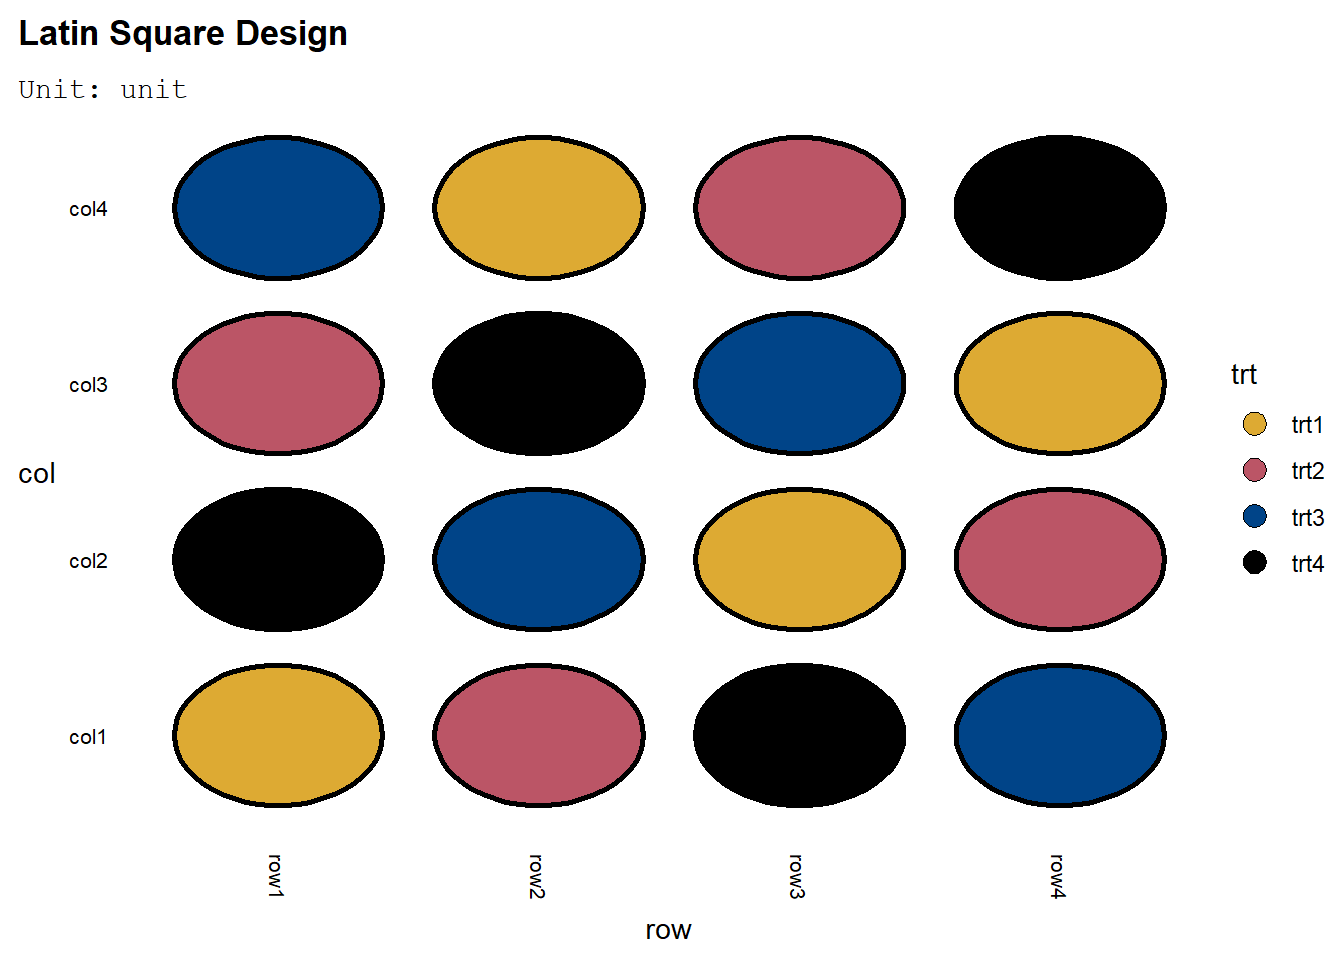 Latin Square Design
Unit: unit
col4
col3
col
col2
col1
row1
row2
row3
row4
row
trt
trt1
trt2
trt3
trt4